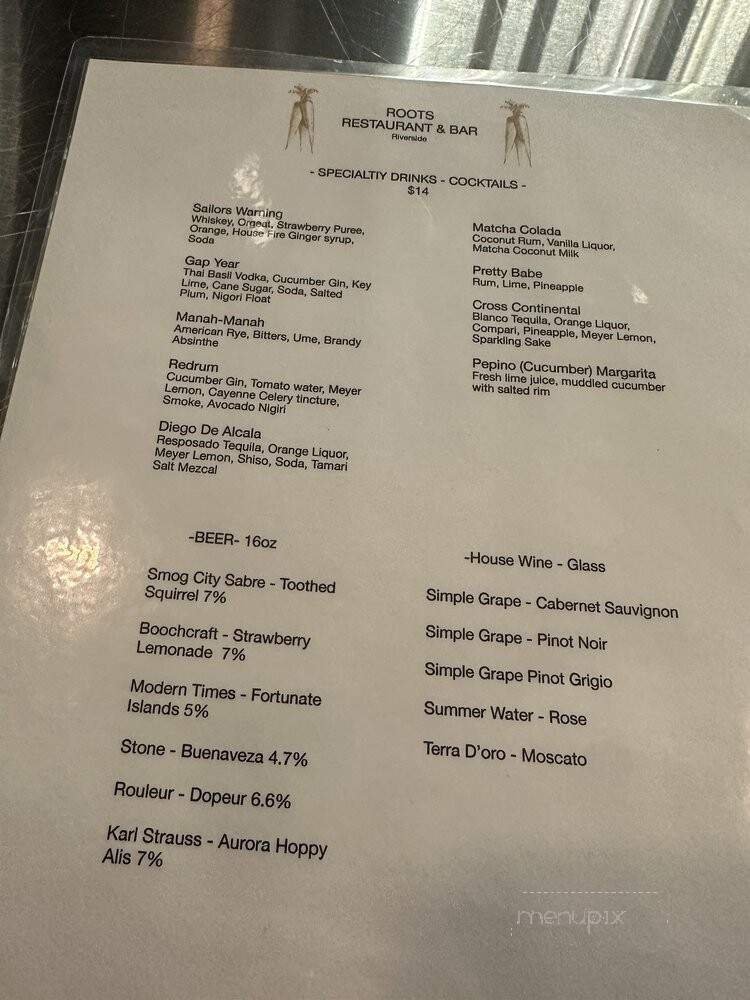 ROOTS
RESTAURANT & BAR
Riverside
- SPECIALTIY DRINKS - COCKTAILS -
$14
Sailors Warning
Whiskey, Orgeat, Strawberry Puree,
Orange, House Fire Ginger syrup,
Soda
Gap Year
Thai Basil Vodka, Cucumber Gin, Key
Lime, Cane Sugar, Soda, Salted
Plum, Nigori Float
Manah-Manah
American Rye, Bitters, Ume, Brandy
Absinthe
Redrum
Cucumber Gin, Tomato water, Meyer
Lemon, Cayenne Celery tincture,
Smoke, Avocado Nigiri
Diego De Alcala
Resposado Tequila, Orange Liquor,
Meyer Lemon, Shiso, Soda, Tamari
Salt Mezcal
Matcha Colada
Coconut Rum, Vanilla Liquor,
Matcha Coconut Milk
Pretty Babe
Rum, Lime, Pineapple
Cross Continental
Blanco Tequila, Orange Liquor,
Compari, Pineapple, Meyer Lemon,
Sparkling Sake
Pepino (Cucumber) Margarita
Fresh lime juice, muddled cucumber
with salted rim
-BEER- 16oz
Smog City Sabre - Toothed
Squirrel 7%
Boochcraft - Strawberry
Lemonade 7%
Modern Times - Fortunate
Islands 5%
Stone - Buenaveza 4.7%
Rouleur - Dopeur 6.6%
Karl Strauss - Aurora Hoppy
Alis 7%
-House Wine - Glass
Simple Grape - Cabernet Sauvignon
Simple Grape - Pinot Noir
Simple Grape Pinot Grigio
Summer Water - Rose
Terra D'oro - Moscato
menupix